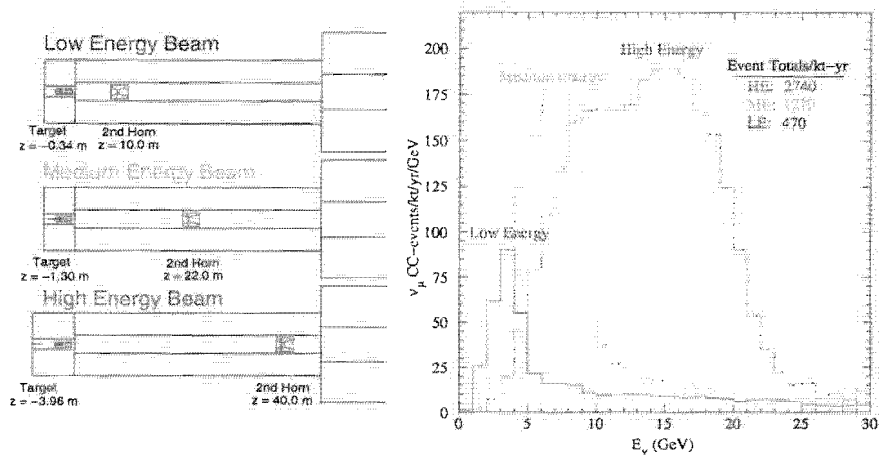 Low Energy Beam
Target
z = -0.34 m
2nd Horn
z = 10.0 m
Medium Energy Beam
Target
z = -1.30 m
2nd Horn
z = 22.0 m
High Energy Beam
Target
z = -3.96 m
2nd Horn
z = 40.0 m
200
175
150
125
100
75
50
25
0
ν_μ CC-events/kt/yr/GeV
High Energy
Medium Energy
Low Energy
Event Totals/kt-yr
HE: 2740
ME:
LE: 470
0 5 10 15 20 25 30
E_ν (GeV)